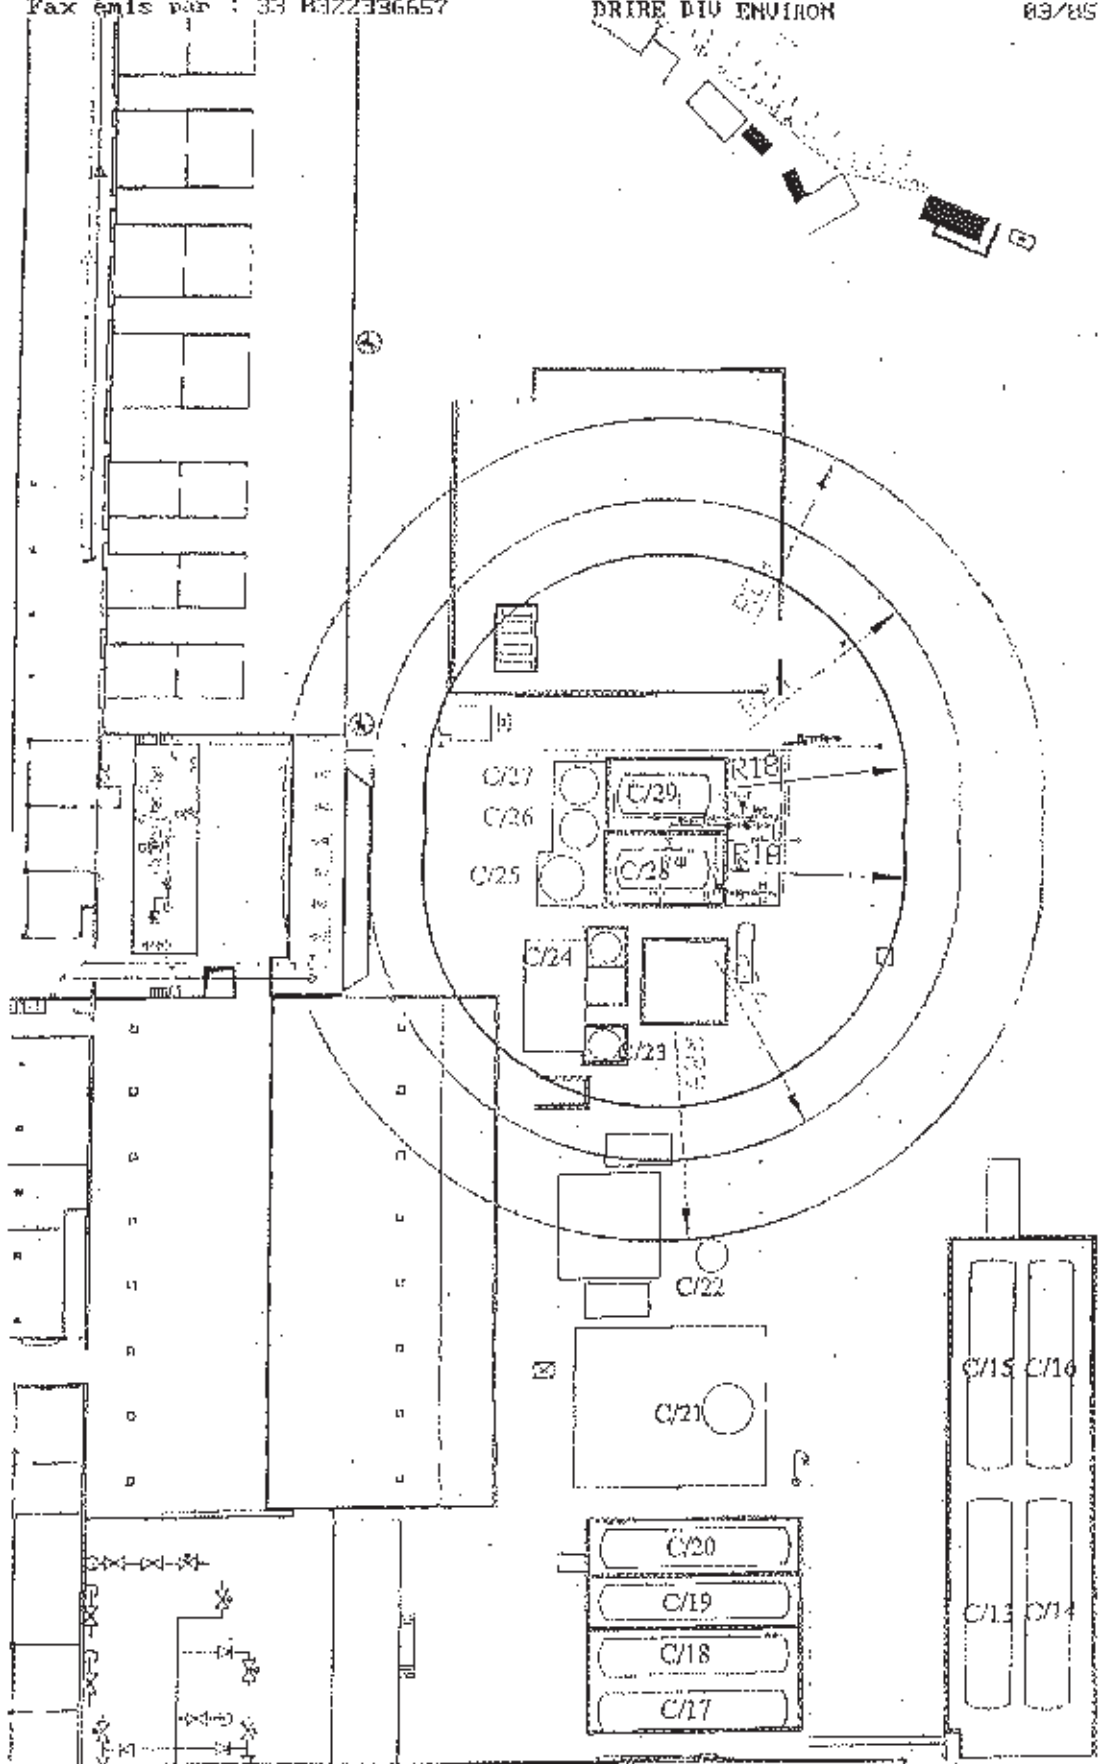 Fax émis par : 33 0322336657 DRIRE DIV ENVIRON 03/05
C/27
C/29
R18
C/26
R18
C/25
C/28
C/24
C/23
C/22
C/15
C/16
C/21
C/20
C/19
C/13
C/14
C/18
C/17